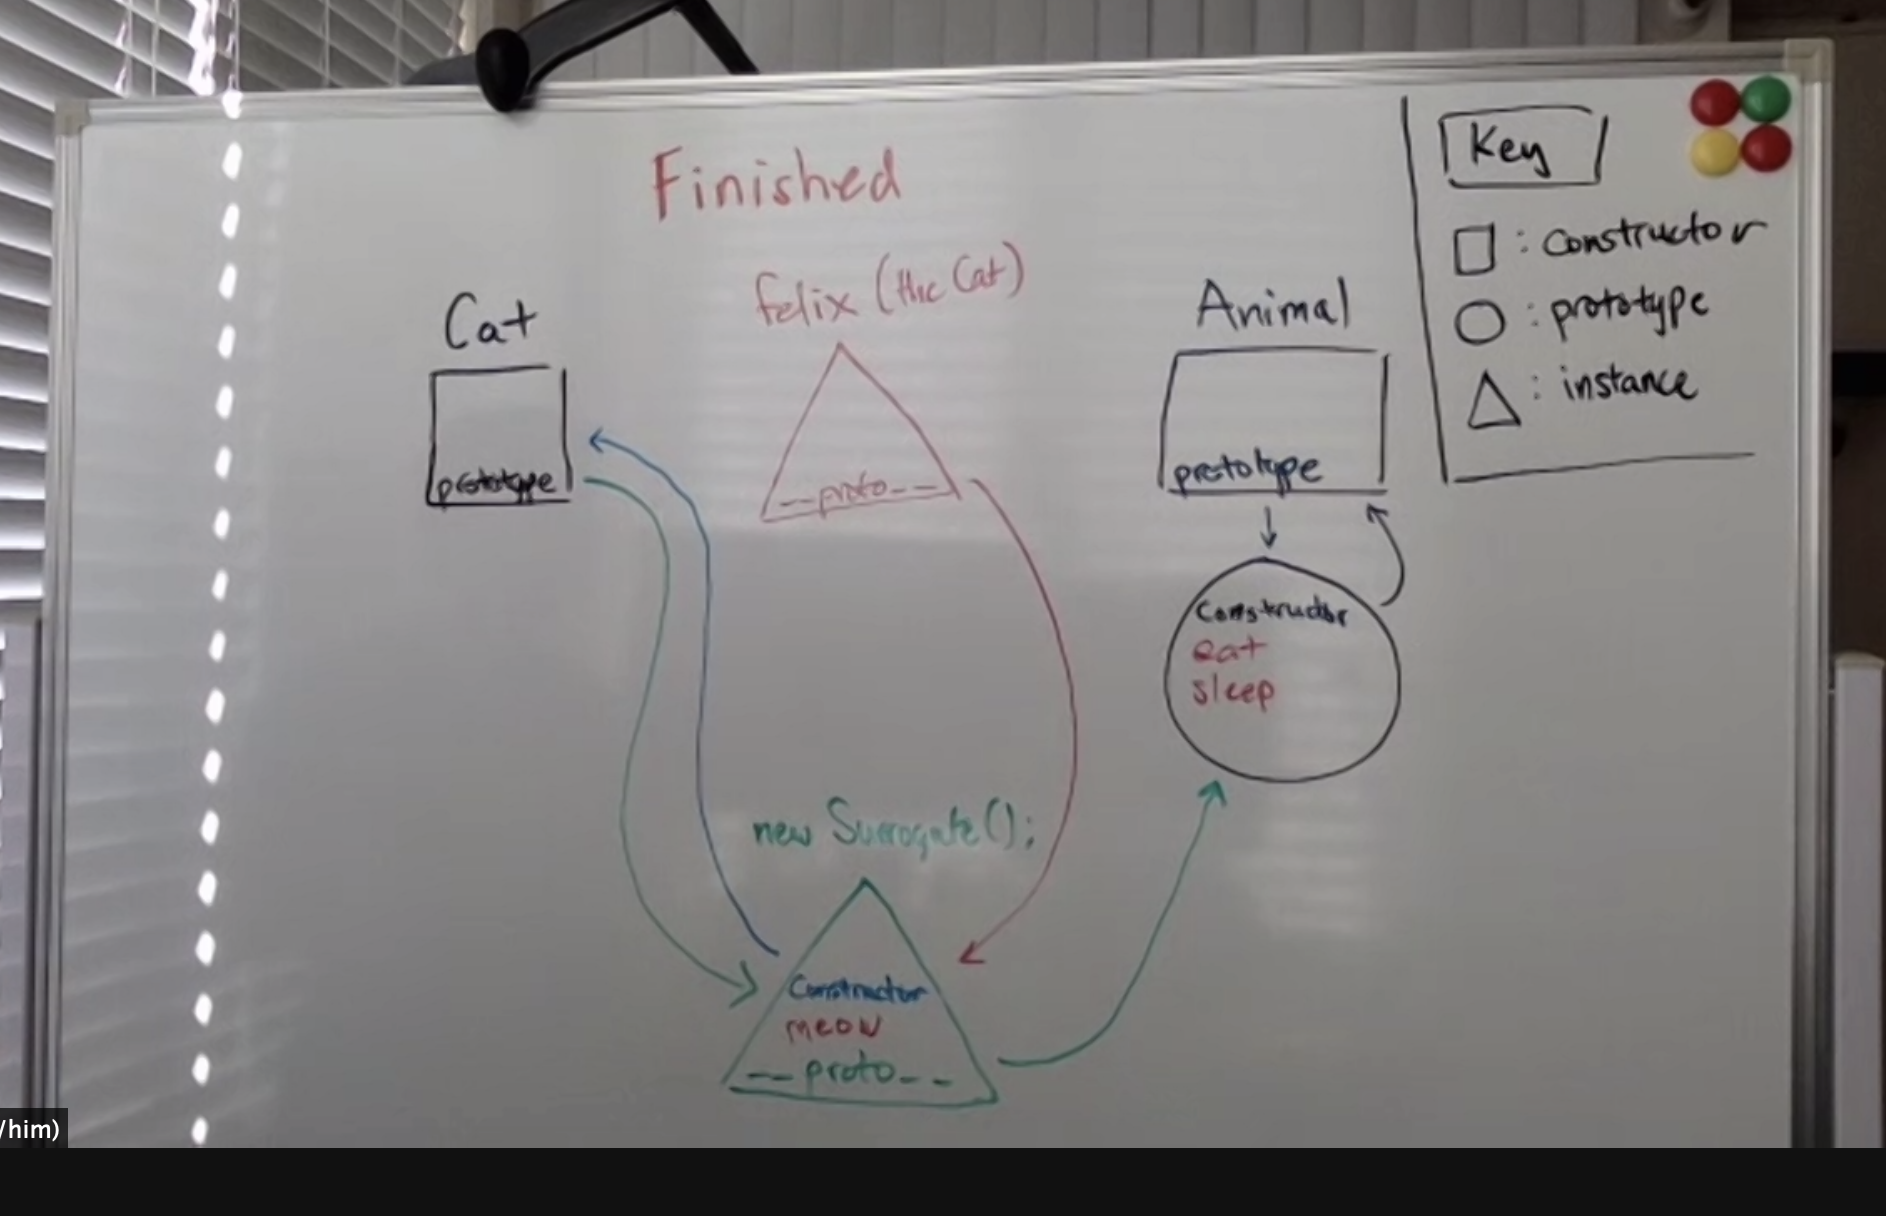 Finished
Key
: constructor
: prototype
: instance
felix (the Cat)
Cat
prototype
__proto__
Animal
prototype
constructor
eat
sleep
new Surrogate();
constructor
meow
__proto__
/him)